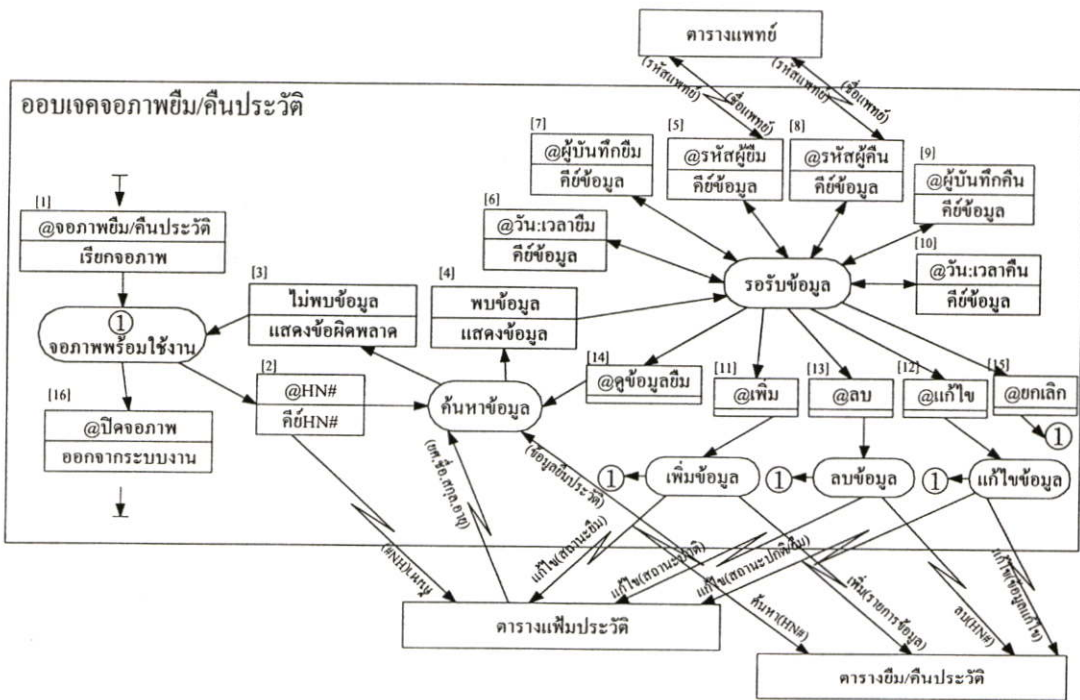 ตารางแพทย์
(รหัสแพทย์)
(ชื่อแพทย์)
(รหัสแพทย์)
(ชื่อแพทย์)
ออบเจคจอภาพยืม/คืนประวัติ
[7]
@ผู้บันทึกยืม
คีย์ข้อมูล
[5]
@รหัสผู้ยืม
คีย์ข้อมูล
[8]
@รหัสผู้คืน
คีย์ข้อมูล
[9]
@ผู้บันทึกคืน
คีย์ข้อมูล
[1]
@จอภาพยืม/คืนประวัติ
เรียกจอภาพ
[6]
@วัน:เวลายืม
คีย์ข้อมูล
[10]
@วัน:เวลาคืน
คีย์ข้อมูล
รอรับข้อมูล
[3]
ไม่พบข้อมูล
แสดงข้อผิดพลาด
[4]
พบข้อมูล
แสดงข้อมูล
①
จอภาพพร้อมใช้งาน
[2]
@HN#
คีย์HN#
ค้นหาข้อมูล
[14]
@ดูข้อมูลยืม
[11]
@เพิ่ม
[13]
@ลบ
[12]
@แก้ไข
[15]
@ยกเลิก
①
[16]
@ปิดจอภาพ
ออกจากระบบงาน
①
เพิ่มข้อมูล
①
ลบข้อมูล
①
แก้ไขข้อมูล
ค้นหา(HN#)
(ยศ,ชื่อ,สกุล,อายุ)
(ข้อมูลยืมประวัติ)
แก้ไข(สถานะยืม)
แก้ไข(สถานะปกติ)
แก้ไข(สถานะปกติ/ยืม)
ค้นหา(HN#)
เพิ่ม(รายการข้อมูล)
ลบ(HN#)
แก้ไข(ข้อมูลแก้ไข)
ตารางแฟ้มประวัติ
ตารางยืม/คืนประวัติ